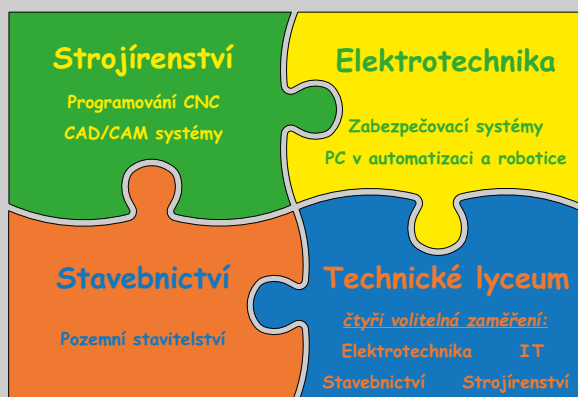 Strojírenství
Programování CNC
CAD/CAM systémy
Elektrotechnika
Zabezpečovací systémy
PC v automatizaci a robotice
Stavebnictví
Pozemní stavitelství
Technické lyceum
čtyři volitelná zaměření:
Elektrotechnika IT
Stavebnictví Strojírenství